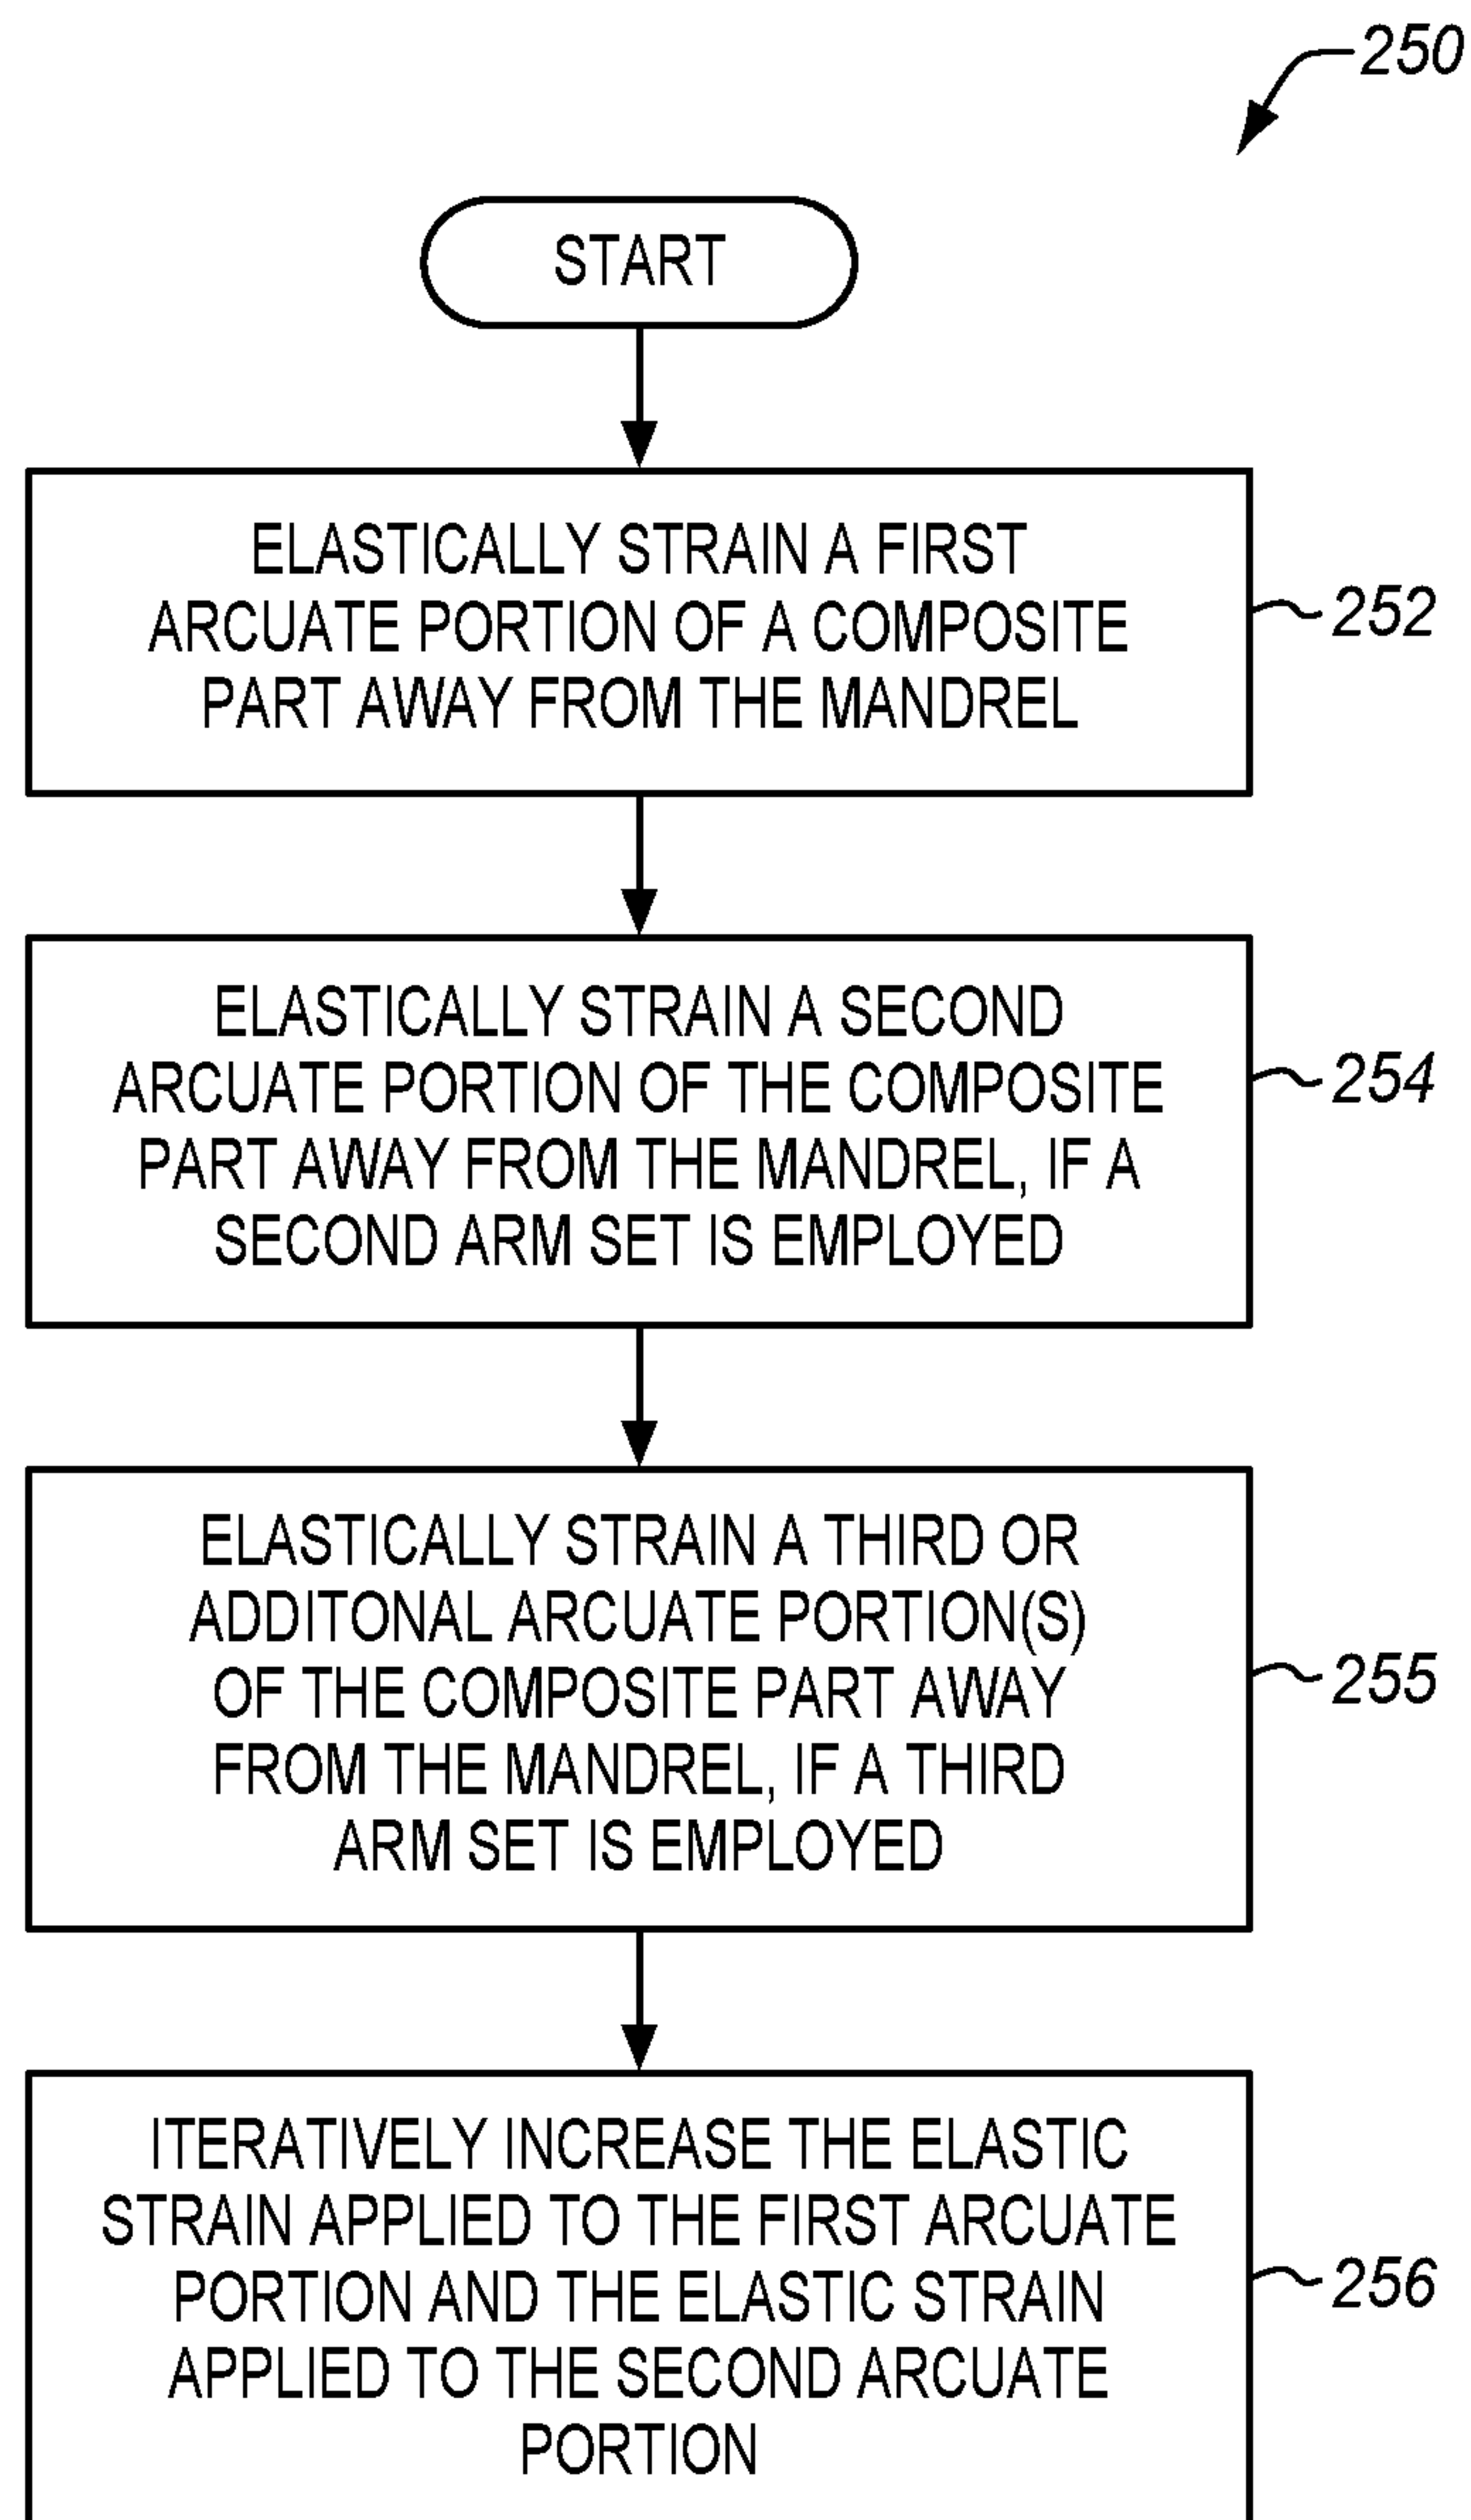 250
START
ELASTICALLY STRAIN A FIRST
ARCUATE PORTION OF A COMPOSITE
PART AWAY FROM THE MANDREL
252
ELASTICALLY STRAIN A SECOND
ARCUATE PORTION OF THE COMPOSITE
PART AWAY FROM THE MANDREL, IF A
SECOND ARM SET IS EMPLOYED
254
ELASTICALLY STRAIN A THIRD OR
ADDITONAL ARCUATE PORTION(S)
OF THE COMPOSITE PART AWAY
FROM THE MANDREL, IF A THIRD
ARM SET IS EMPLOYED
255
ITERATIVELY INCREASE THE ELASTIC
STRAIN APPLIED TO THE FIRST ARCUATE
PORTION AND THE ELASTIC STRAIN
APPLIED TO THE SECOND ARCUATE
PORTION
256